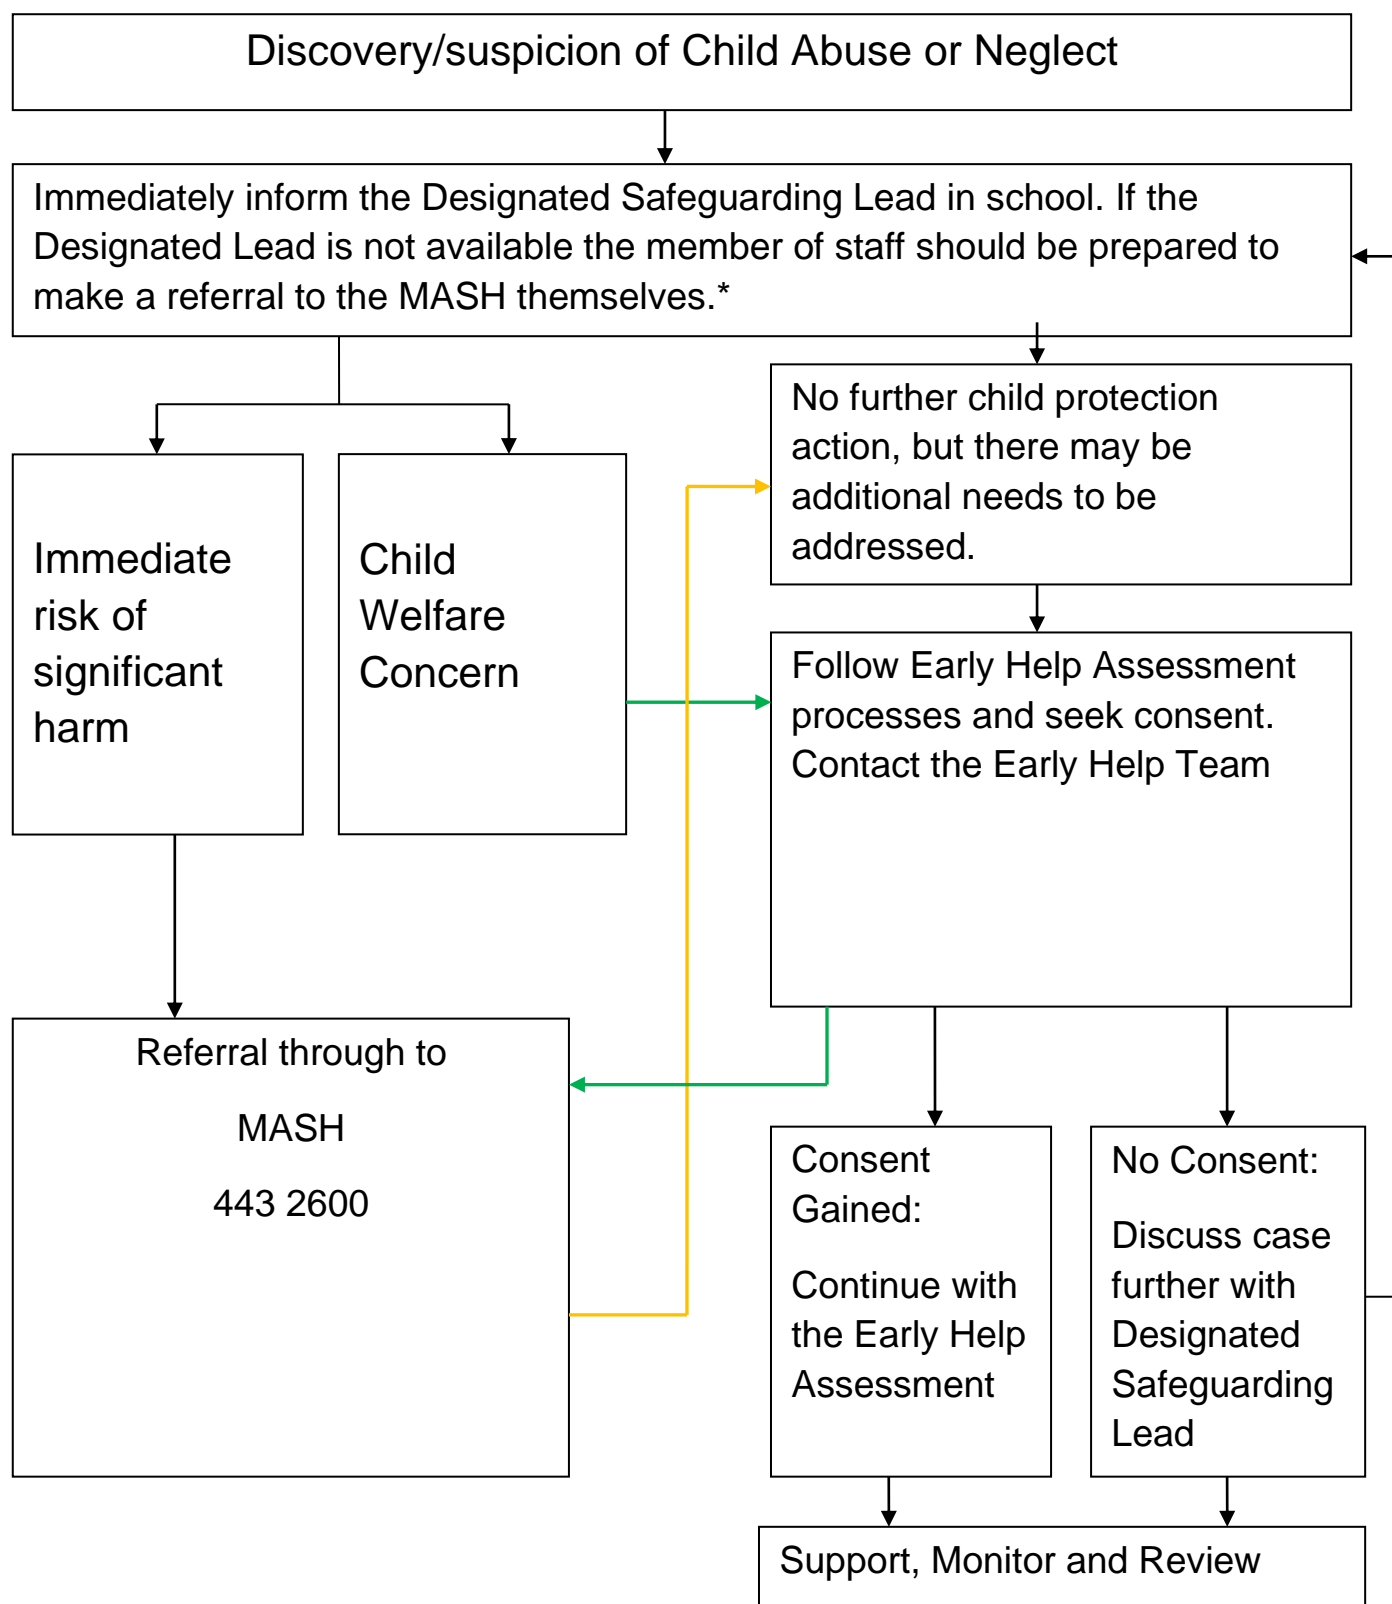 Discovery/suspicion of Child Abuse or Neglect
Immediately inform the Designated Safeguarding Lead in school. If the
Designated Lead is not available the member of staff should be prepared to
make a referral to the MASH themselves.*
No further child protection
action, but there may be
additional needs to be
addressed.
Immediate
risk of
significant
harm
Child
Welfare
Concern
Follow Early Help Assessment
processes and seek consent.
Contact the Early Help Team
Referral through to
MASH
443 2600
Consent
Gained:
Continue with
the Early Help
Assessment
No Consent:
Discuss case
further with
Designated
Safeguarding
Lead
Support, Monitor and Review